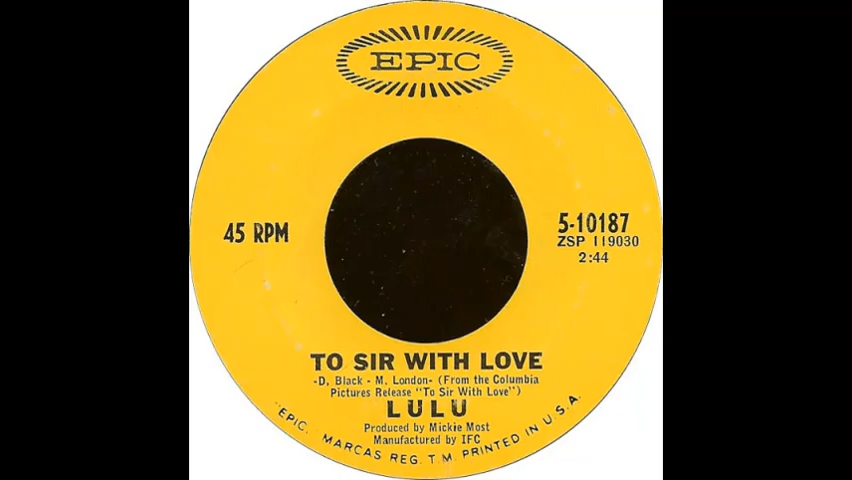 EPIC
45 RPM
5-10187
ZSP 119030
2:44
TO SIR WITH LOVE
-D. Black - M. London- (From the Columbia
Pictures Release "To Sir With Love")
LULU
Produced by Mickie Most
Manufactured by IFC
"EPIC, MARCAS REG. T.M. PRINTED IN U.S.A.